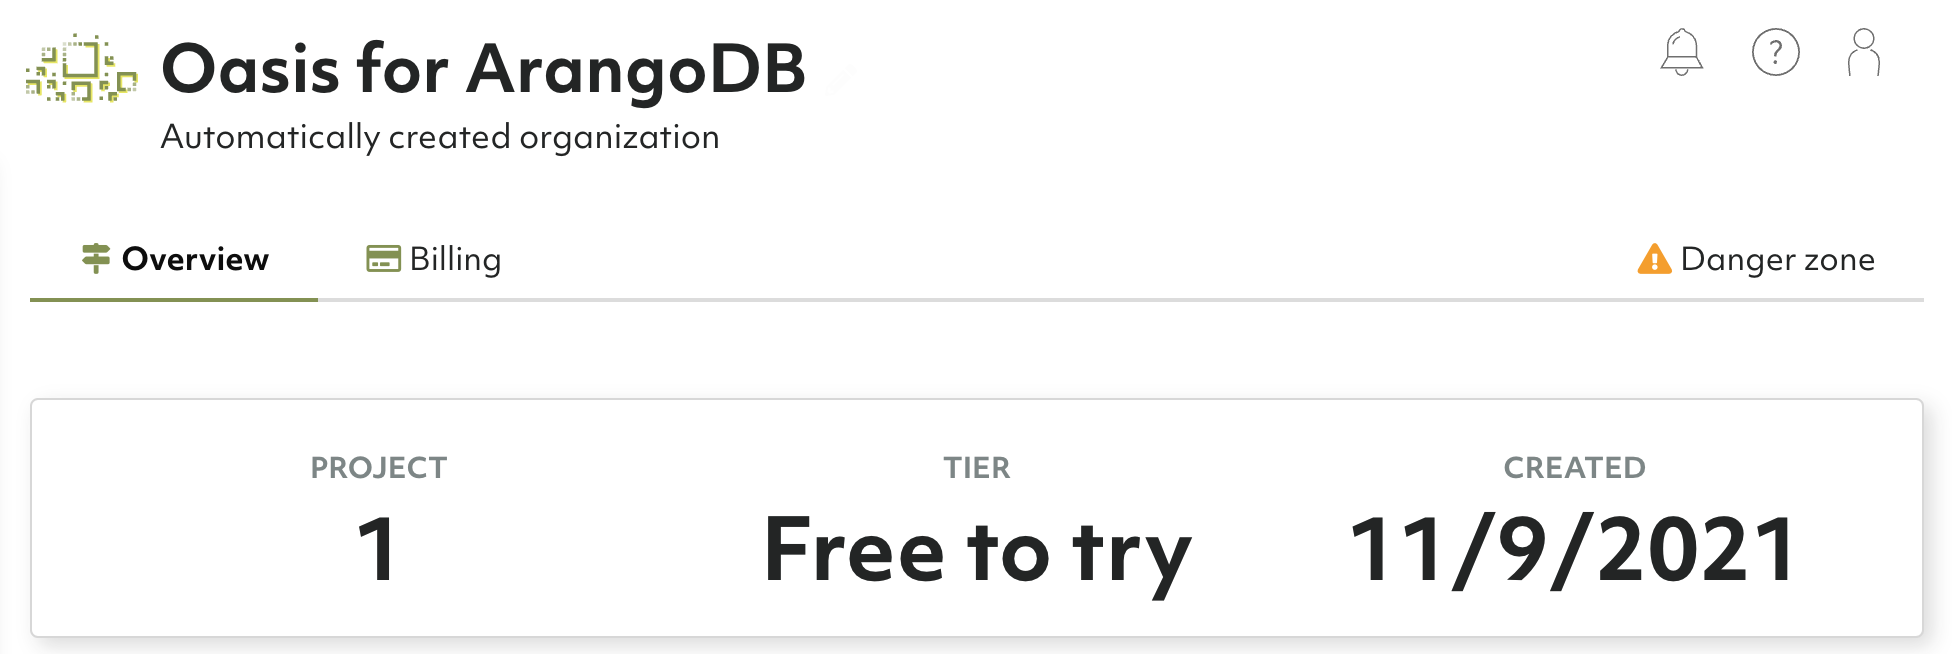 Oasis for ArangoDB
Automatically created organization
?
Overview Billing Danger zone
PROJECT TIER CREATED
1 Free to try 11/9/2021